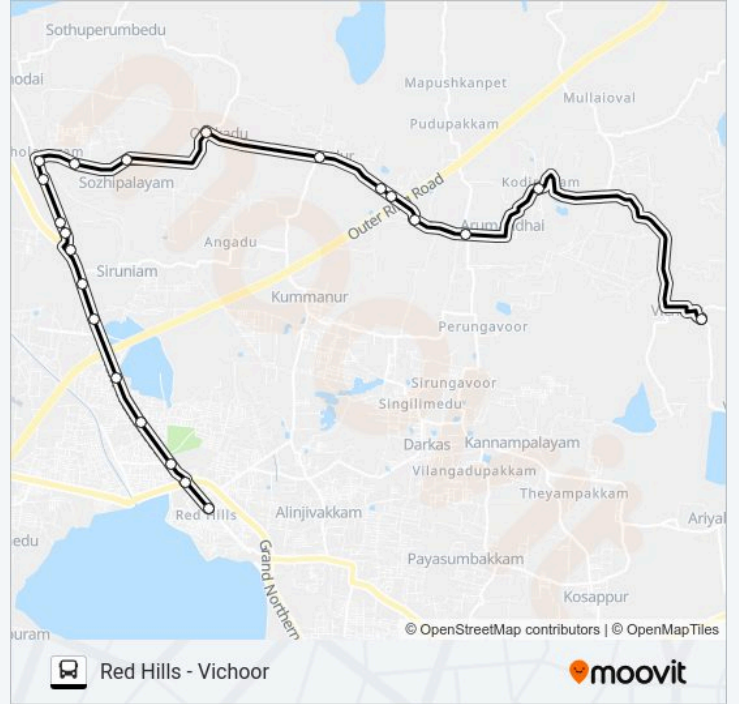 Sothuperumbedu
Mapushkanpet
Mullaioval
Pudupakkam
Sozhipalayam
Outer Ring Road
Angadu
Siruniam
Kummanur
Perungavoor
Sirungavoor
Singilimedu
Darkas
Kannampalayam
Vilangadupakkam
Theyampakkam
Red Hills
Alinjivakkam
Ariyal
edu
Grand Northern
Payasumbakkam
Kosappur
puram
© OpenStreetMap contributors | © OpenMapTiles
Red Hills - Vichoor
moovit